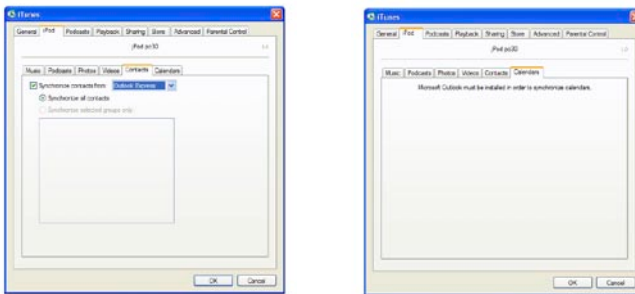 iTunes
General iPod Podcasts Playback Sharing Store Advanced Parental Control
Music Podcasts Photos Videos Contacts Calendars
Synchronize contacts from: Outlook Express
Synchronize all contacts
Synchronize selected groups only:
OK Cancel
iTunes
General iPod Podcasts Playback Sharing Store Advanced Parental Control
Music Podcasts Photos Videos Contacts Calendars
Microsoft Outlook must be installed in order to synchronize calendars.
OK Cancel